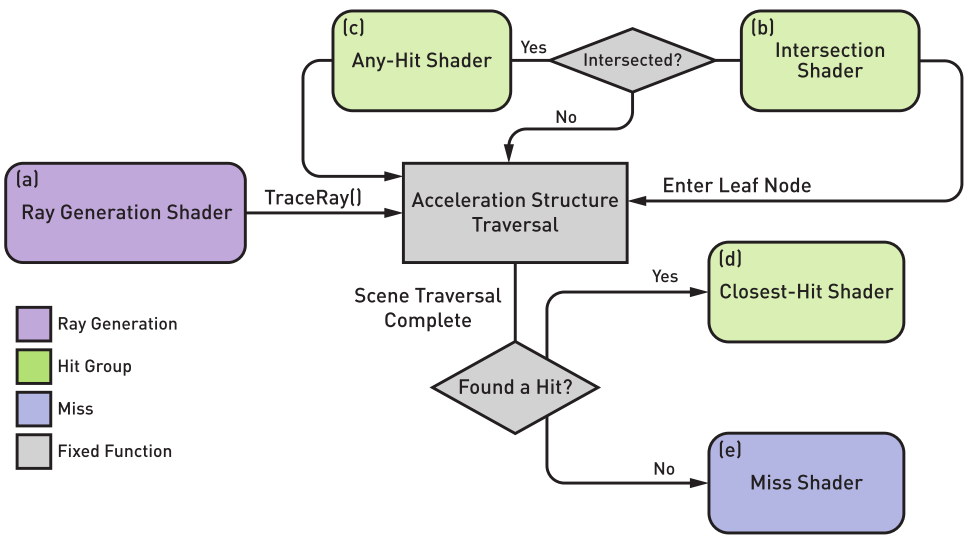 (c)
Any-Hit Shader
Yes
Intersected?
(b)
Intersection
Shader
No
(a)
Ray Generation Shader
TraceRay()
Acceleration Structure
Traversal
Enter Leaf Node
Scene Traversal
Complete
Yes
(d)
Closest-Hit Shader
Found a Hit?
No
(e)
Miss Shader
Ray Generation
Hit Group
Miss
Fixed Function